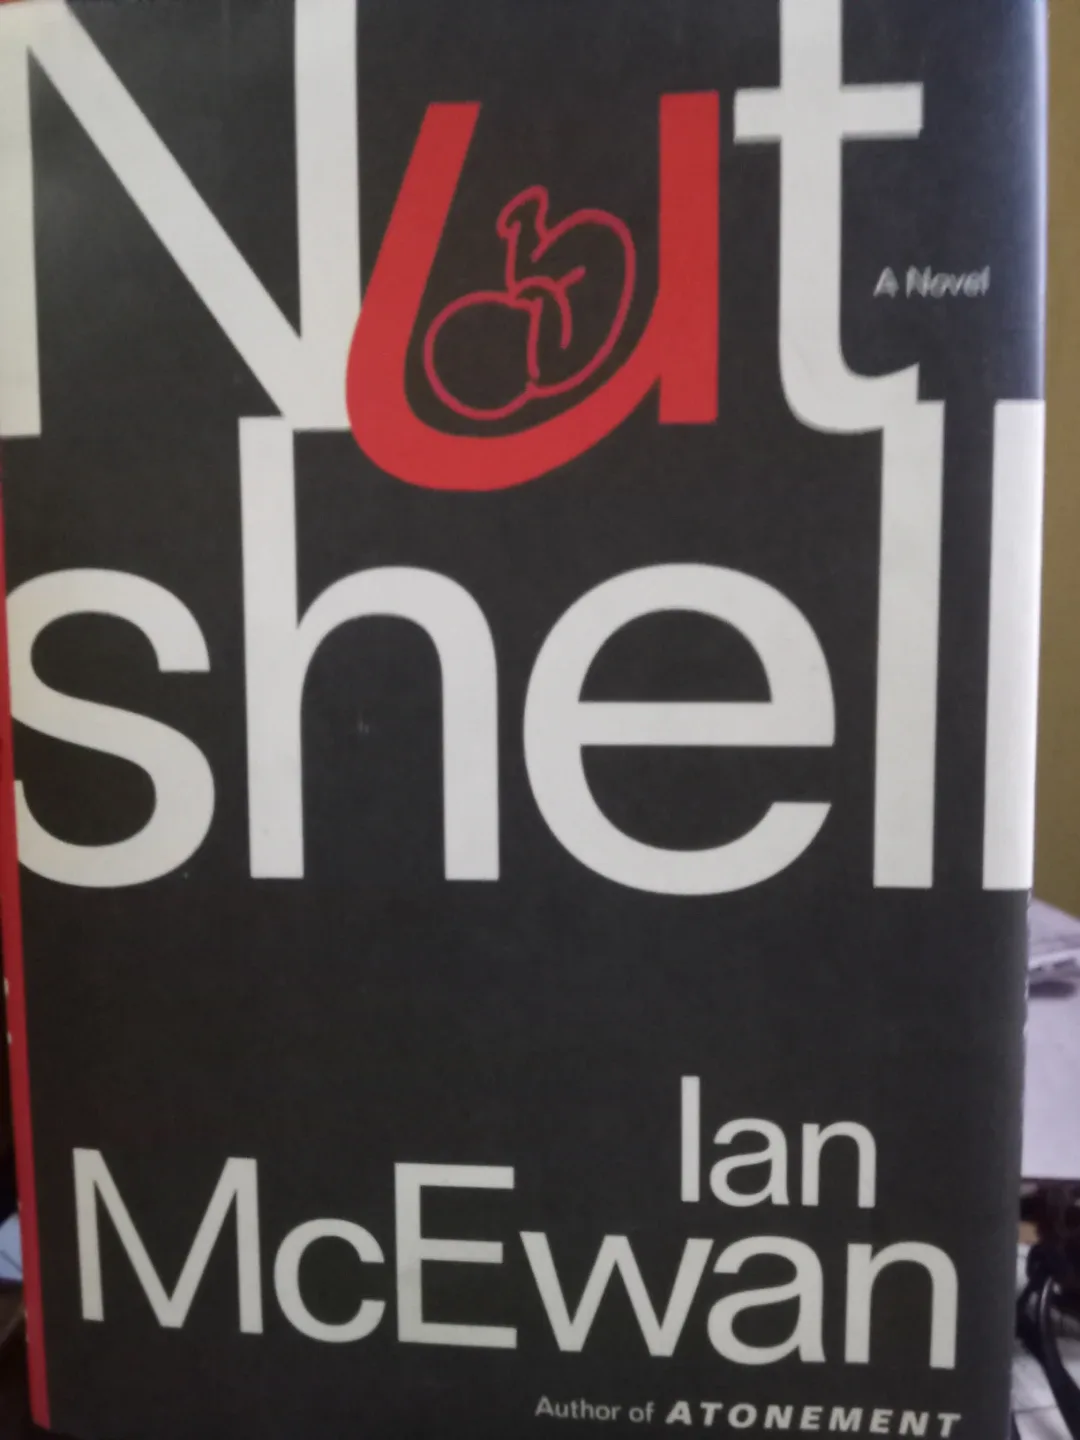 Nut
A Novel
shell
Ian
McEwan
Author of ATONEMENT